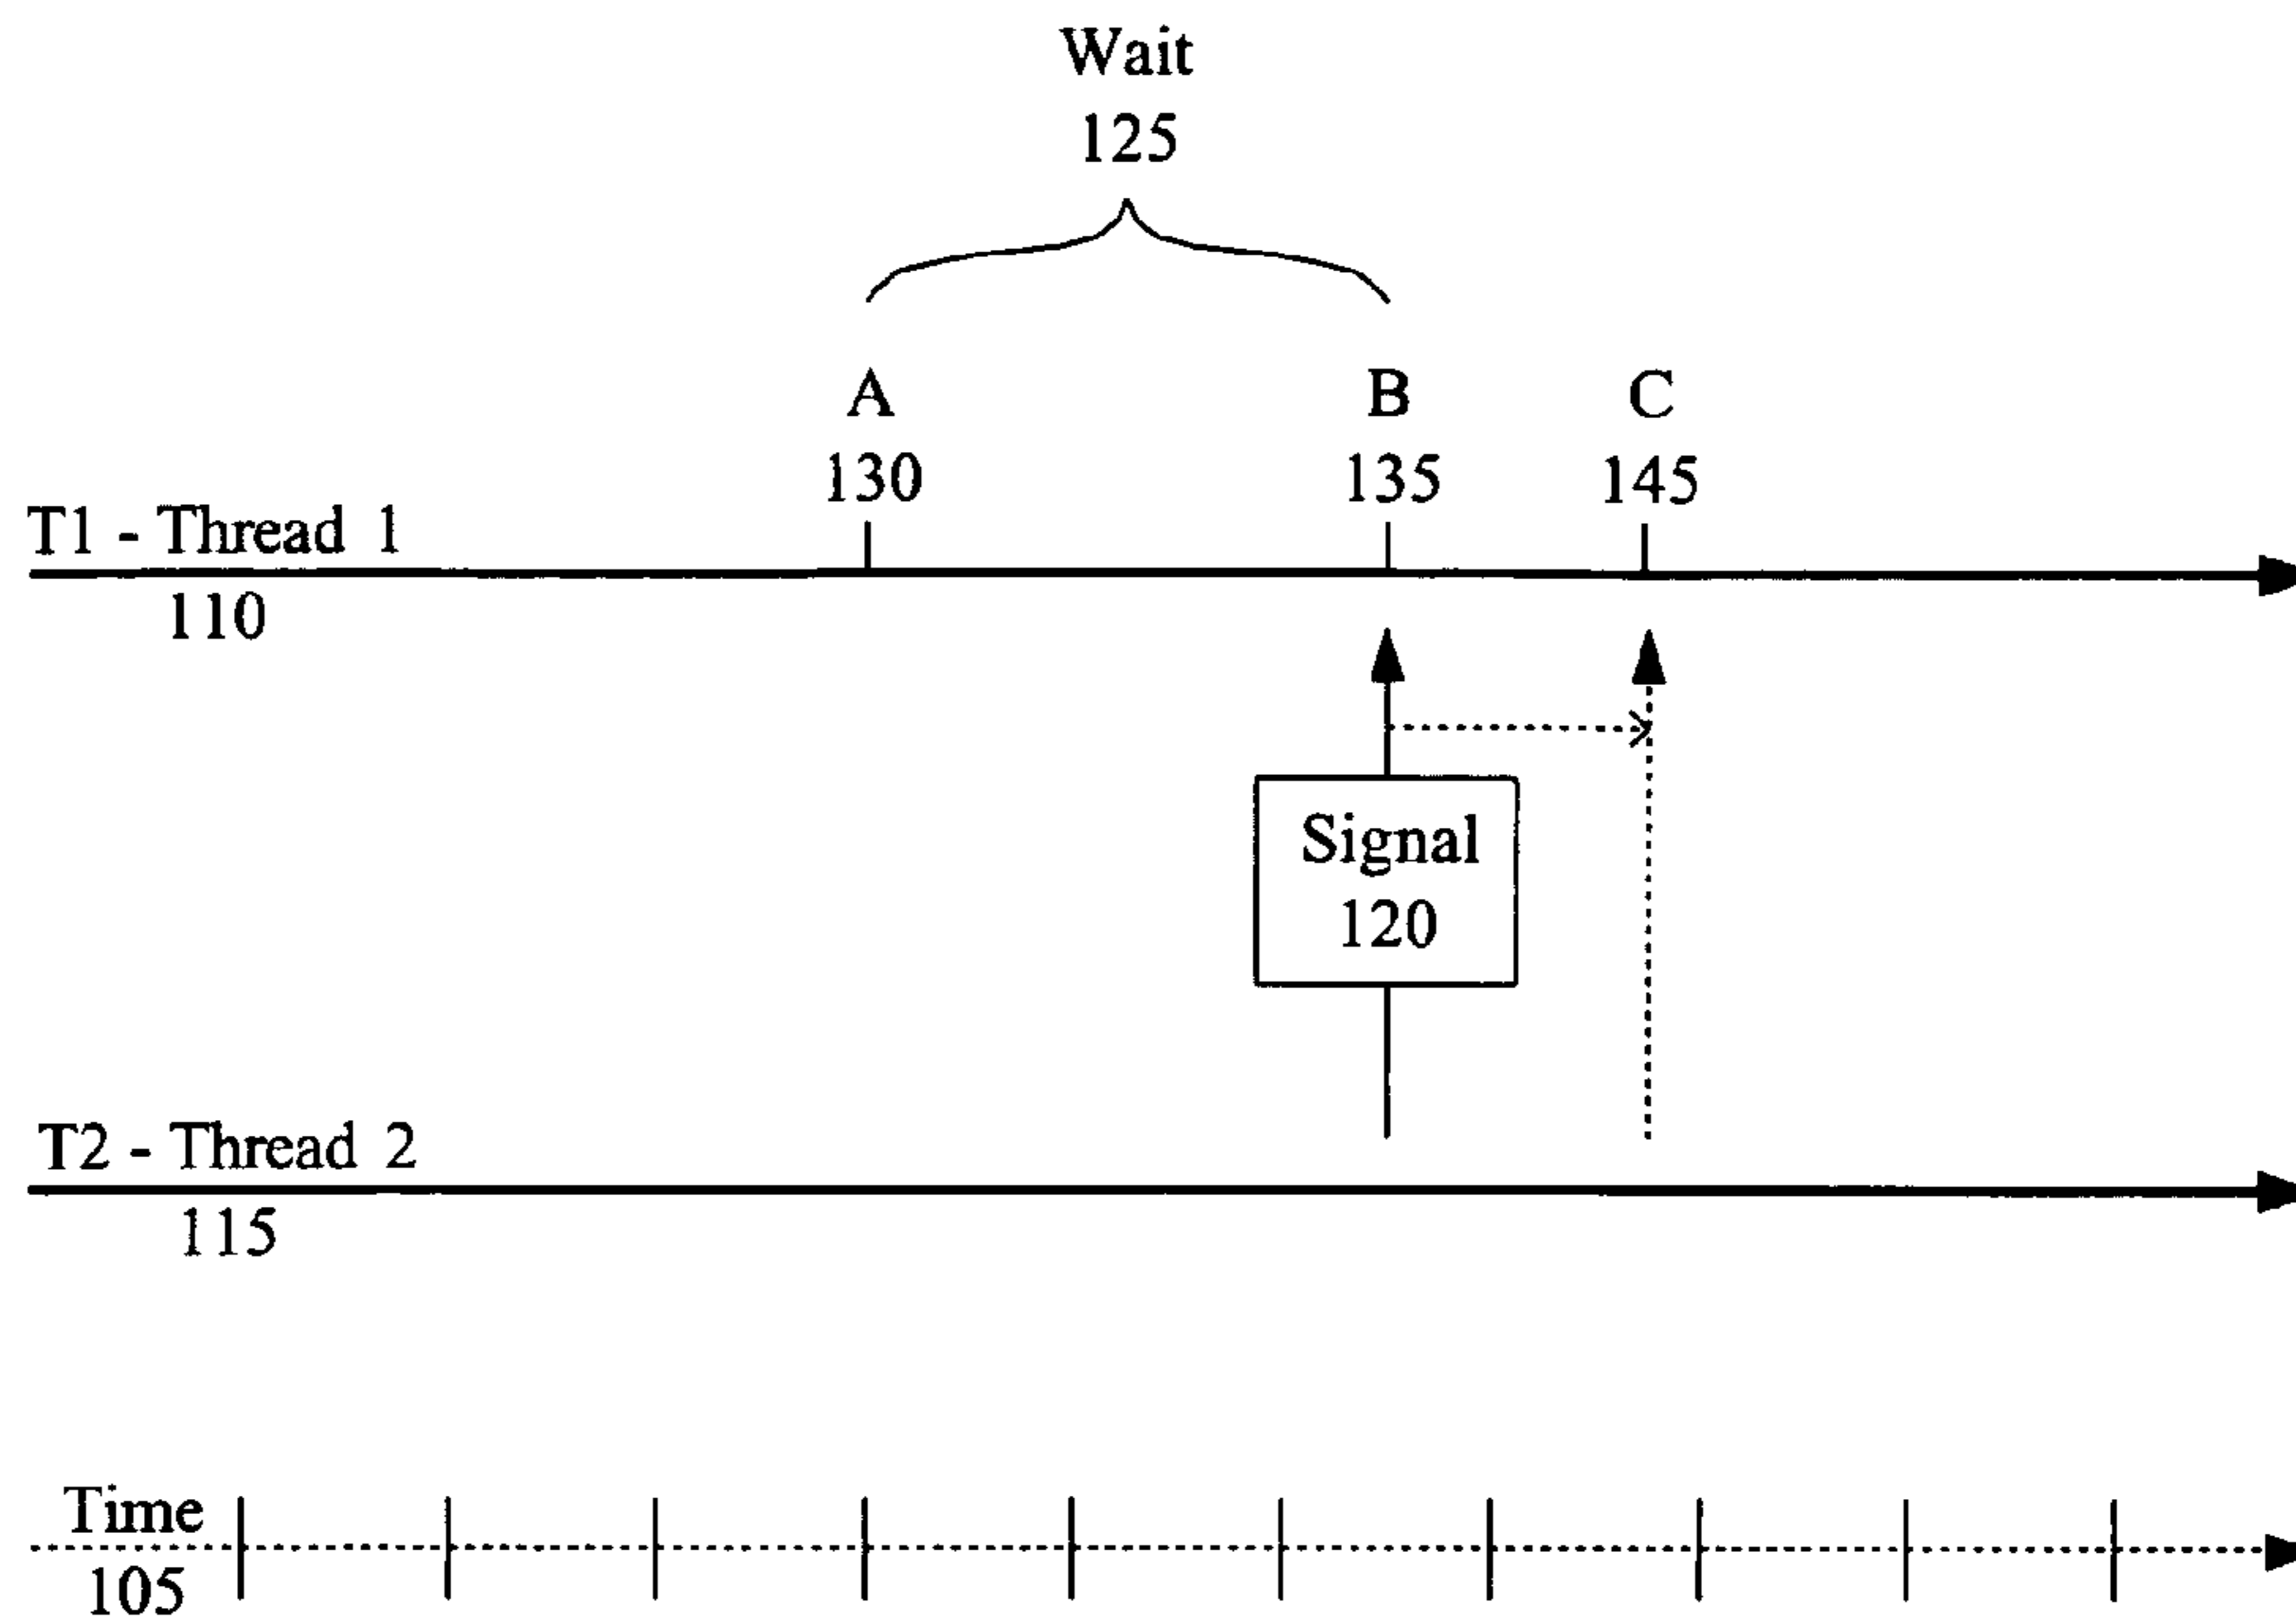 Wait
125
A
B
C
130
135
145
T1 - Thread 1
110
Signal
120
T2 - Thread 2
115
Time
105